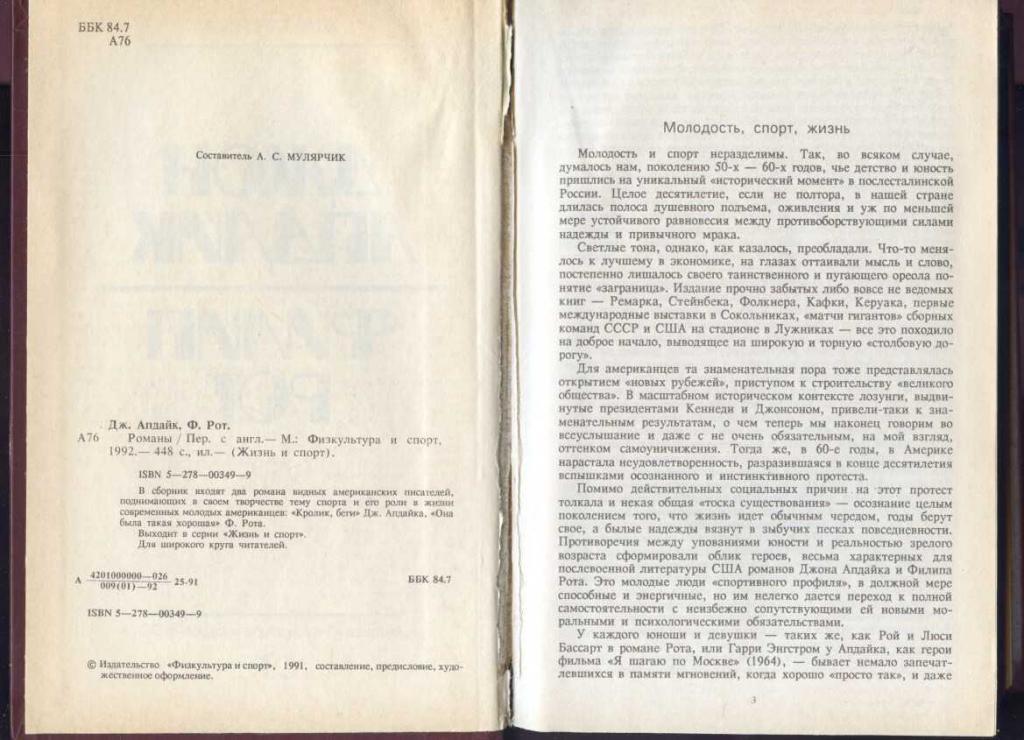 ББК 84.7
А76
Составитель А. С. МУЛЯРЧИК
Дж. Апдайк, Ф. Рот.
А76 Романы / Пер. с англ.— М.: Физкультура и спорт,
1992.— 448 с., ил.— (Жизнь и спорт).
ISBN 5—278—00349—9
В сборник входят два романа видных американских писателей,
поднимающих в своем творчестве тему спорта и его роли в жизни
современных молодых американцев: «Кролик, беги» Дж. Апдайка, «Она
была такая хорошая» Ф. Рота.
Выходит в серии «Жизнь и спорт».
Для широкого круга читателей.
А 4201000000—026
009(01)—92 25-91 ББК 84.7
ISBN 5—278—00349—9
© Издательство «Физкультура и спорт», 1991, составление, предисловие, худо-
жественное оформление.
Молодость, спорт, жизнь
Молодость и спорт неразделимы. Так, во всяком случае,
думалось нам, поколению 50-х — 60-х годов, чье детство и юность
пришлись на уникальный «исторический момент» в послесталинской
России. Целое десятилетие, если не полтора, в нашей стране
длилась полоса душевного подъема, оживления и уж по меньшей
мере устойчивого равновесия между противоборствующими силами
надежды и привычного мрака.
Светлые тона, однако, как казалось, преобладали. Что-то меня-
лось к лучшему в экономике, на глазах оттаивали мысль и слово,
постепенно лишалось своего таинственного и пугающего ореола по-
нятие «заграница». Издание прочно забытых либо вовсе не ведомых
книг — Ремарка, Стейнбека, Фолкнера, Кафки, Керуака, первые
международные выставки в Сокольниках, «матчи гигантов» сборных
команд СССР и США на стадионе в Лужниках — все это походило
на доброе начало, выводящее на широкую и торную «столбовую до-
рогу».
Для американцев та знаменательная пора тоже представлялась
открытием «новых рубежей», приступом к строительству «великого
общества». В масштабном историческом контексте лозунги, выдви-
нутые президентами Кеннеди и Джонсоном, привели-таки к зна-
менательным результатам, о чем теперь мы наконец говорим во
всеуслышание и даже с не очень обязательным, на мой взгляд,
оттенком самоуничижения. Тогда же, в 60-е годы, в Америке
нарастала неудовлетворенность, разразившаяся в конце десятилетия
вспышками осознанного и инстинктивного протеста.
Помимо действительных социальных причин на этот протест
толкала и некая общая «тоска существования» — осознание целым
поколением того, что жизнь идет обычным чередом, годы берут
свое, а былые надежды вязнут в зыбучих песках повседневности.
Противоречия между упованиями юности и реальностью зрелого
возраста сформировали облик героев, весьма характерных для
послевоенной литературы США романов Джона Апдайка и Филипа
Рота. Это молодые люди «спортивного профиля», в должной мере
способные и энергичные, но им нелегко дается переход к полной
самостоятельности с неизбежно сопутствующими ей новыми мо-
ральными и психологическими обязательствами.
У каждого юноши и девушки — таких же, как Рой и Люси
Бассарт в романе Рота, или Гарри Энгстром у Апдайка, как герои
фильма «Я шагаю по Москве» (1964), — бывает немало запечат-
левшихся в памяти мгновений, когда хорошо «просто так», и даже
3